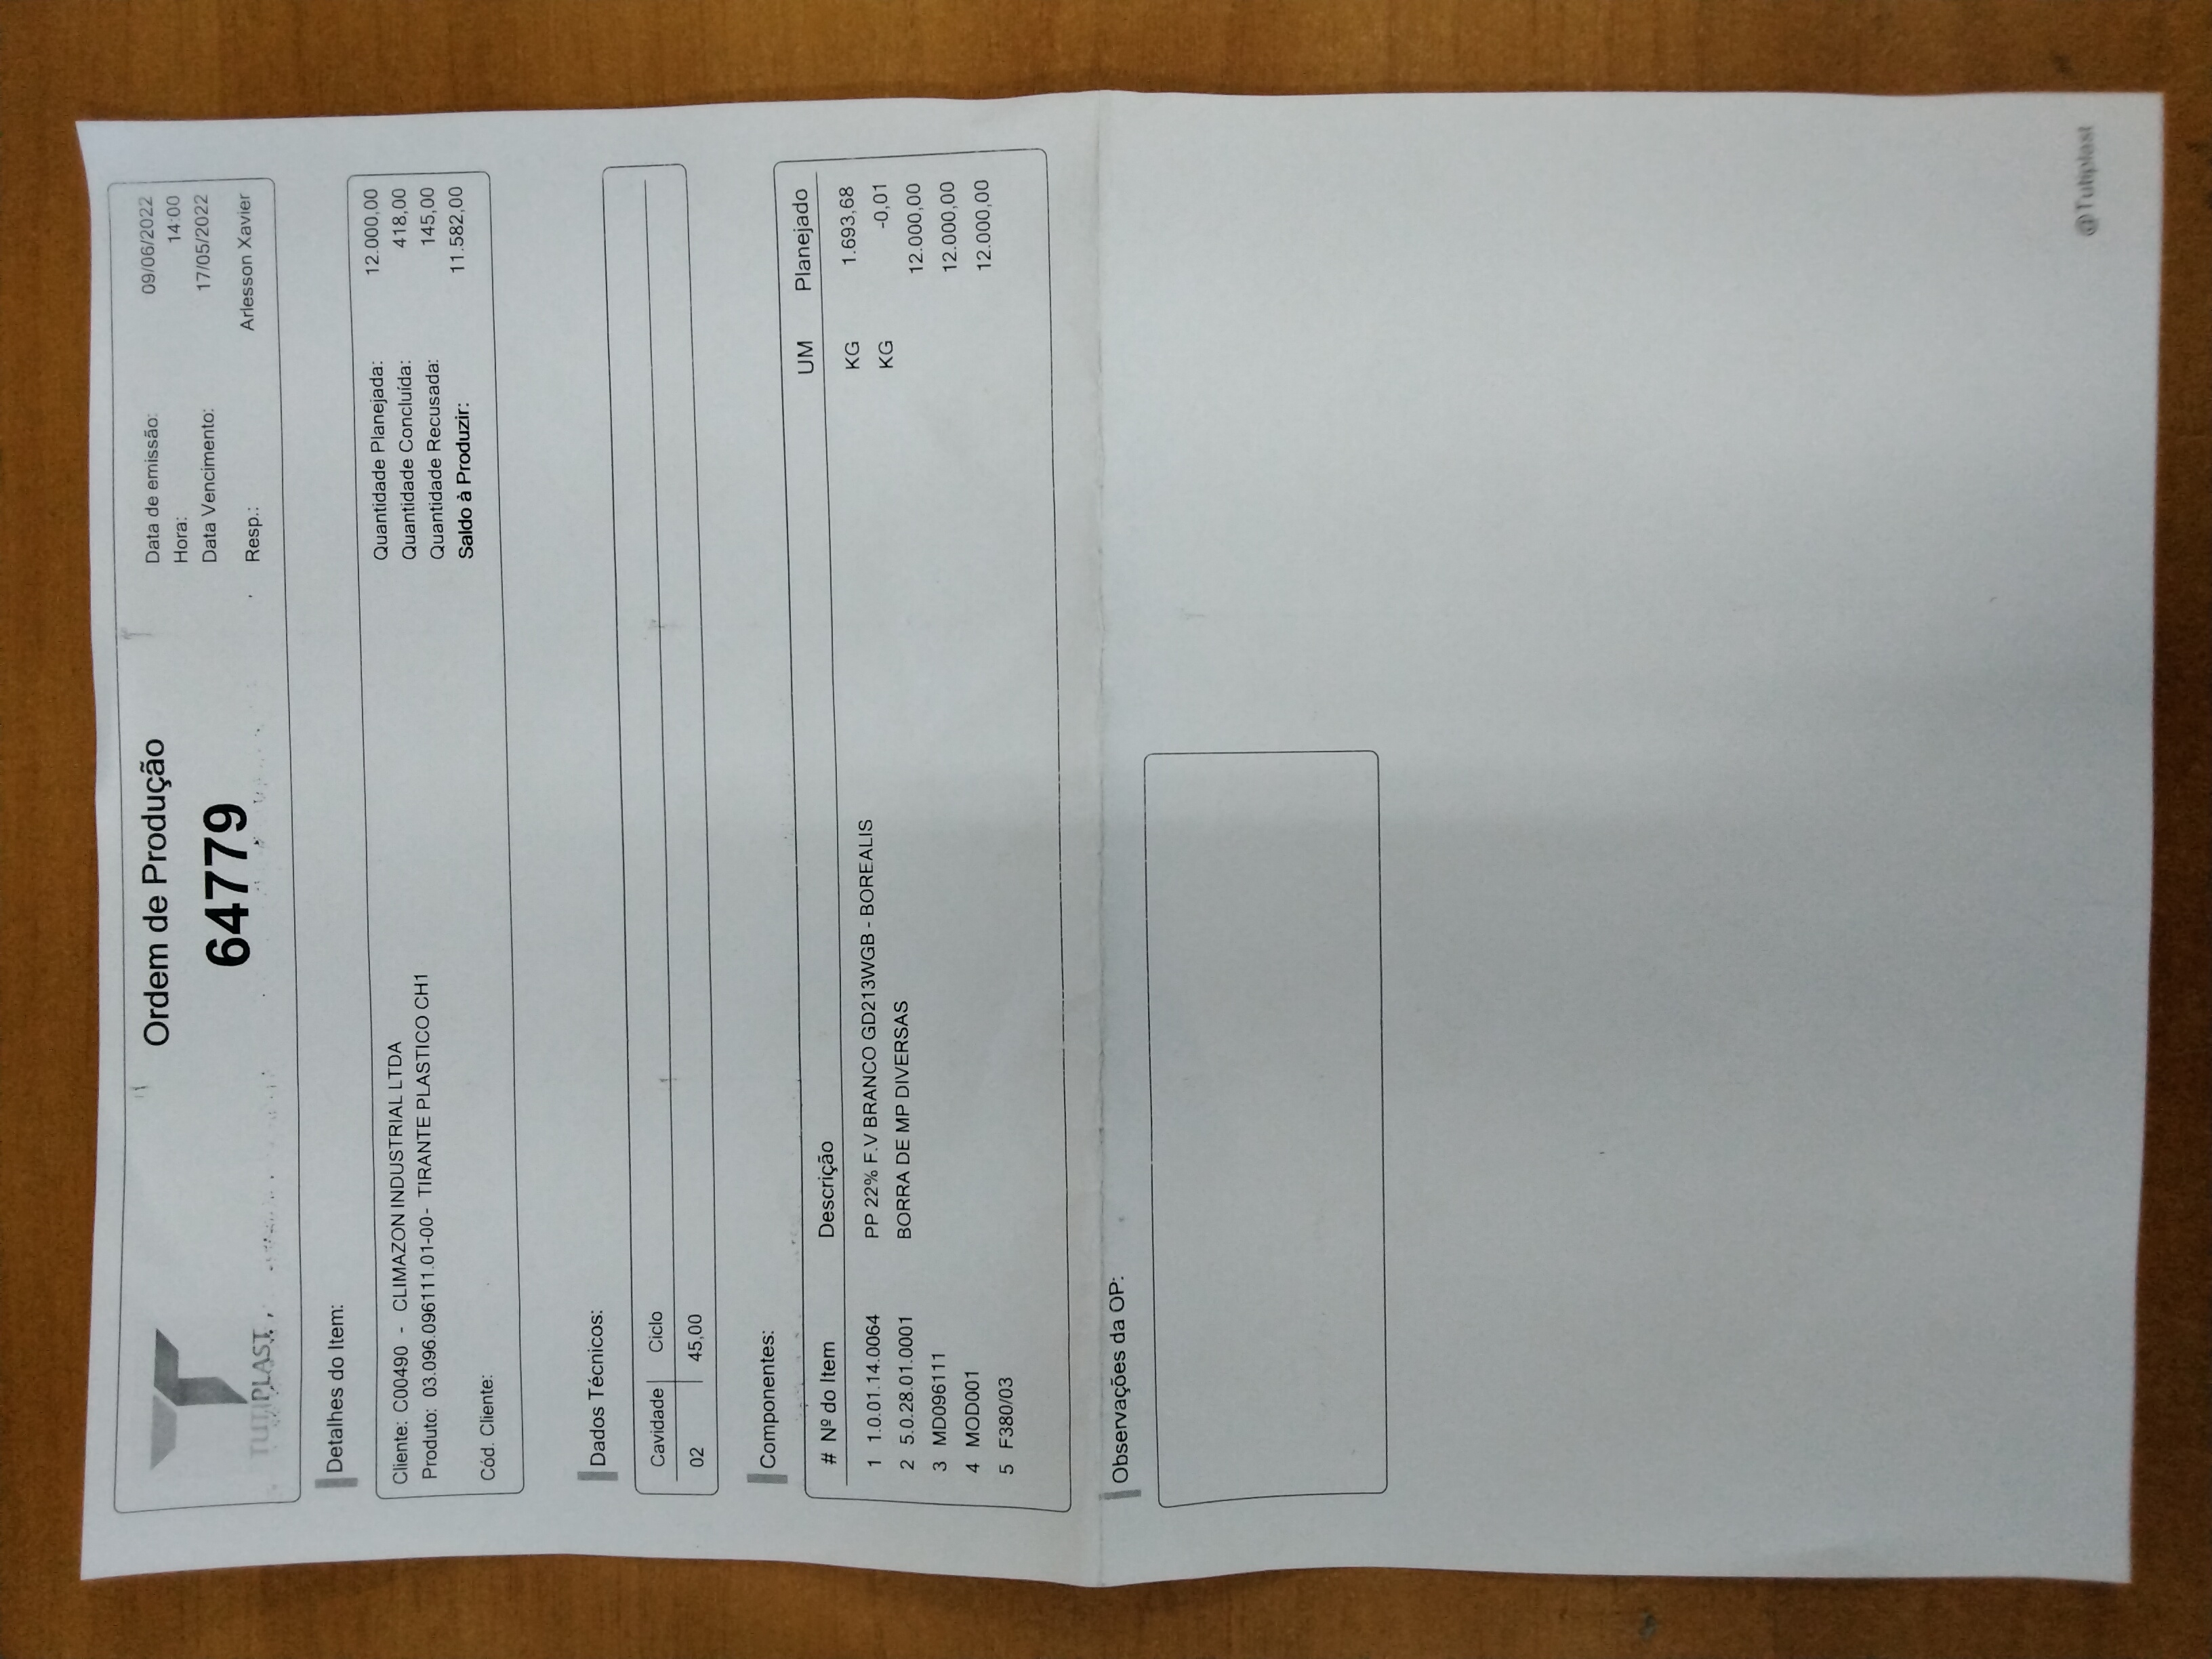 TUTIPLAST
Ordem de Produção
64779
Data de emissão: 09/06/2022
Hora: 14:00
Data Vencimento: 17/05/2022
Resp.: Arlesson Xavier
Detalhes do Item:
Cliente: C00490 - CLIMAZON INDUSTRIAL LTDA
Produto: 03.096.096111.01-00- TIRANTE PLASTICO CH1
Cód. Cliente:
Quantidade Planejada: 12.000,00
Quantidade Concluída: 418,00
Quantidade Recusada: 145,00
Saldo à Produzir: 11.582,00
Dados Técnicos:
Cavidade Ciclo
02 45,00
Componentes:
# Nº do Item Descrição UM Planejado
1 1.0.01.14.0064 PP 22% F.V BRANCO GD213WGB - BOREALIS KG 1.693,68
2 5.0.28.01.0001 BORRA DE MP DIVERSAS KG -0,01
3 MD096111 12.000,00
4 MOD001 12.000,00
5 F380/03 12.000,00
Observações da OP:
@Tutiplast